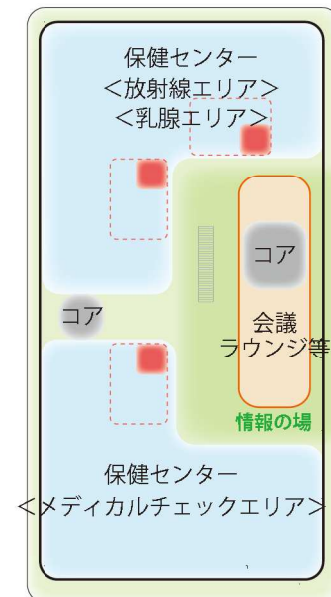 保健センター
＜放射線エリア＞
＜乳腺エリア＞
コア
コア
会議
ラウンジ等
情報の場
保健センター
＜メディカルチェックエリア＞